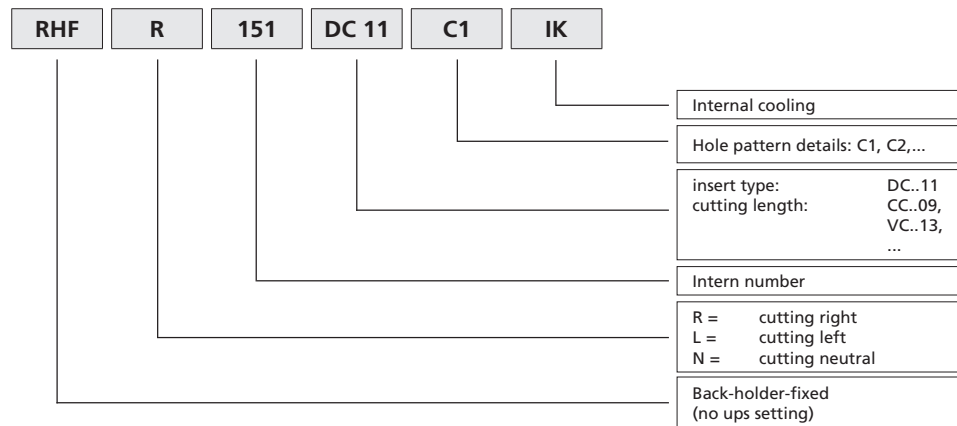 RHF R 151 DC 11 C1 IK
Internal cooling
Hole pattern details: C1, C2,...
insert type: DC..11
cutting length: CC..09,
VC..13,
...
Intern number
R = cutting right
L = cutting left
N = cutting neutral
Back-holder-fixed
(no ups setting)